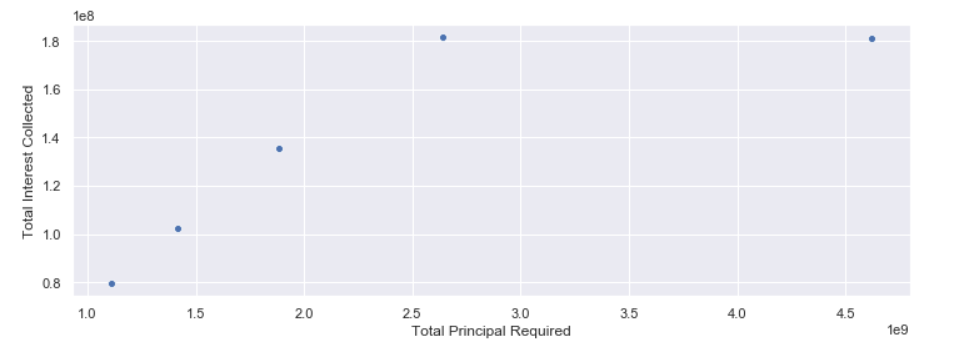 1e8
1.8
1.6
1.4
1.2
1.0
0.8
Total Interest Collected
1.0 1.5 2.0 2.5 3.0 3.5 4.0 4.5
Total Principal Required
1e9